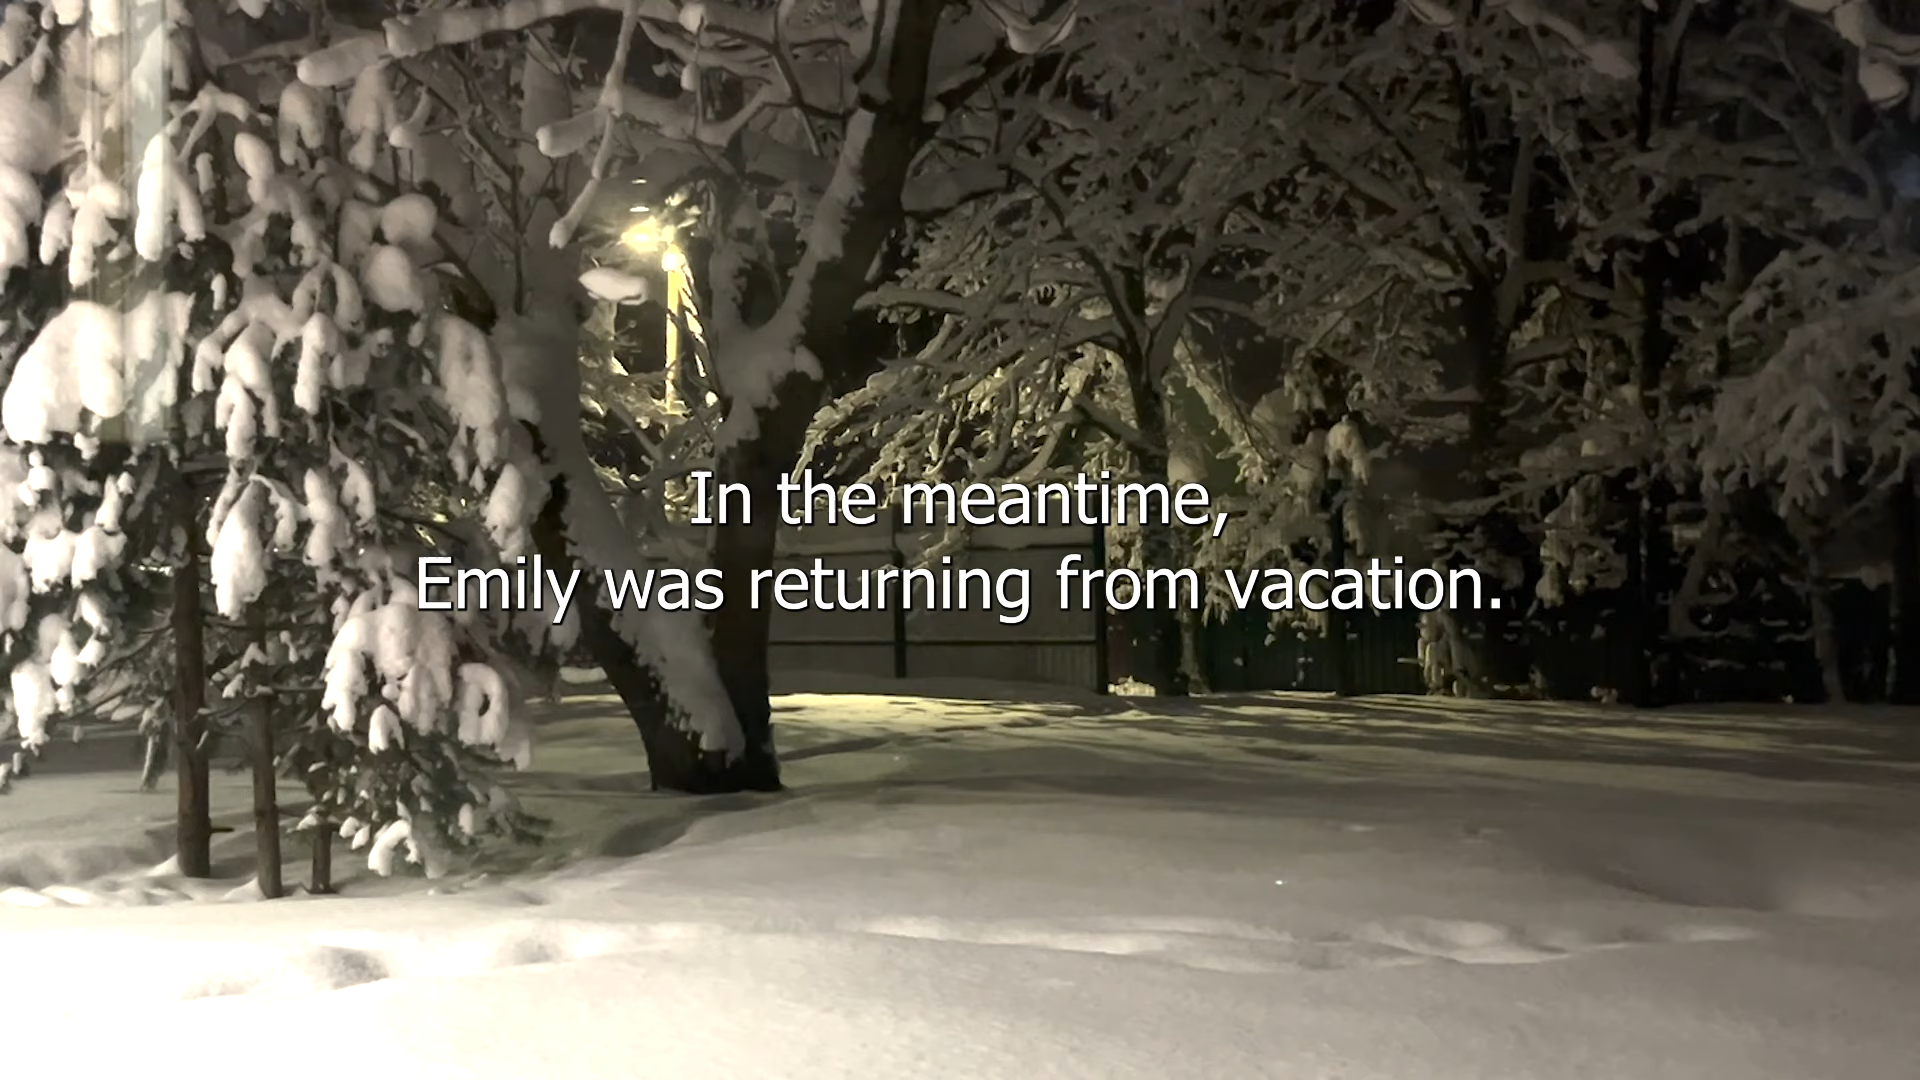 In the meantime,
Emily was returning from vacation.